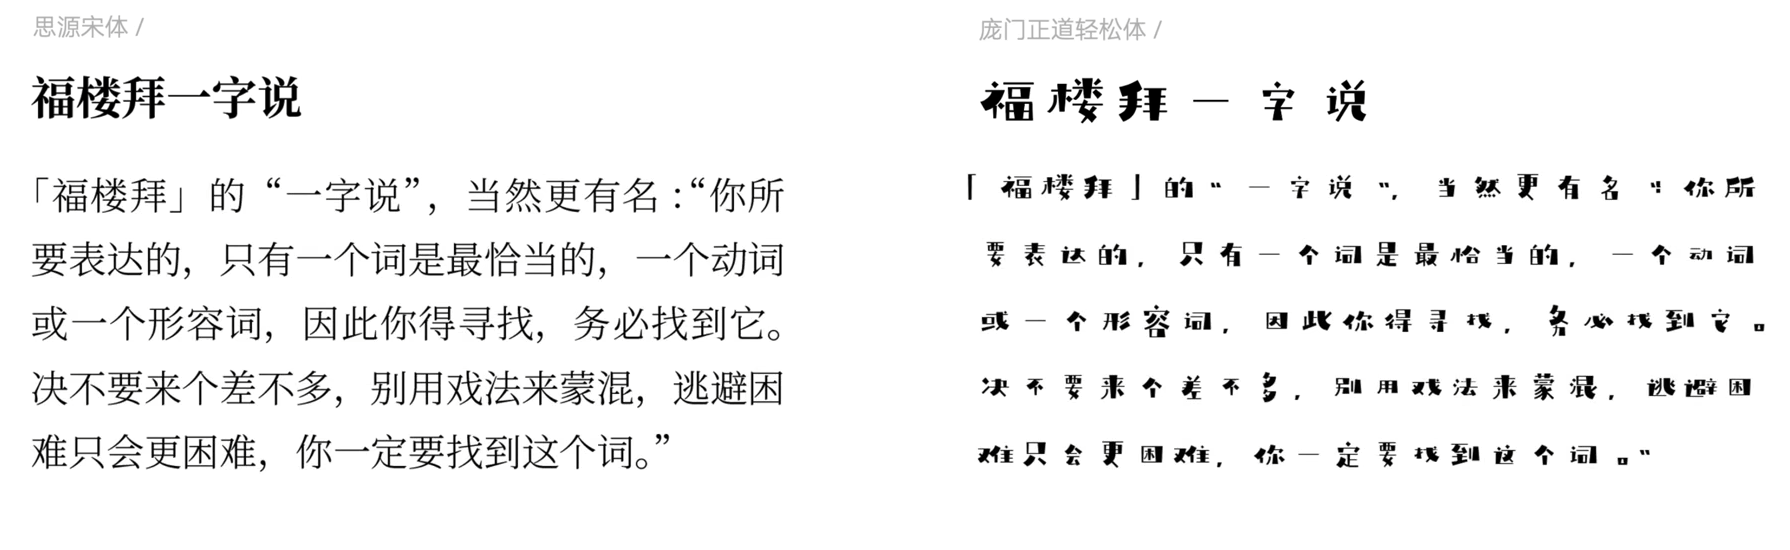 思源宋体 /
福楼拜一字说
「福楼拜」的“一字说”，当然更有名：“你所
要表达的，只有一个词是最恰当的，一个动词
或一个形容词，因此你得寻找，务必找到它。
决不要来个差不多，别用戏法来蒙混，逃避困
难只会更困难，你一定要找到这个词。”
庞门正道轻松体 /
福楼拜一字说
「福楼拜」的“一字说”，当然更有名：“你所
要表达的，只有一个词是最恰当的，一个动词
或一个形容词，因此你得寻找，务必找到它。
决不要来个差不多，别用戏法来蒙混，逃避困
难只会更困难，你一定要找到这个词。”